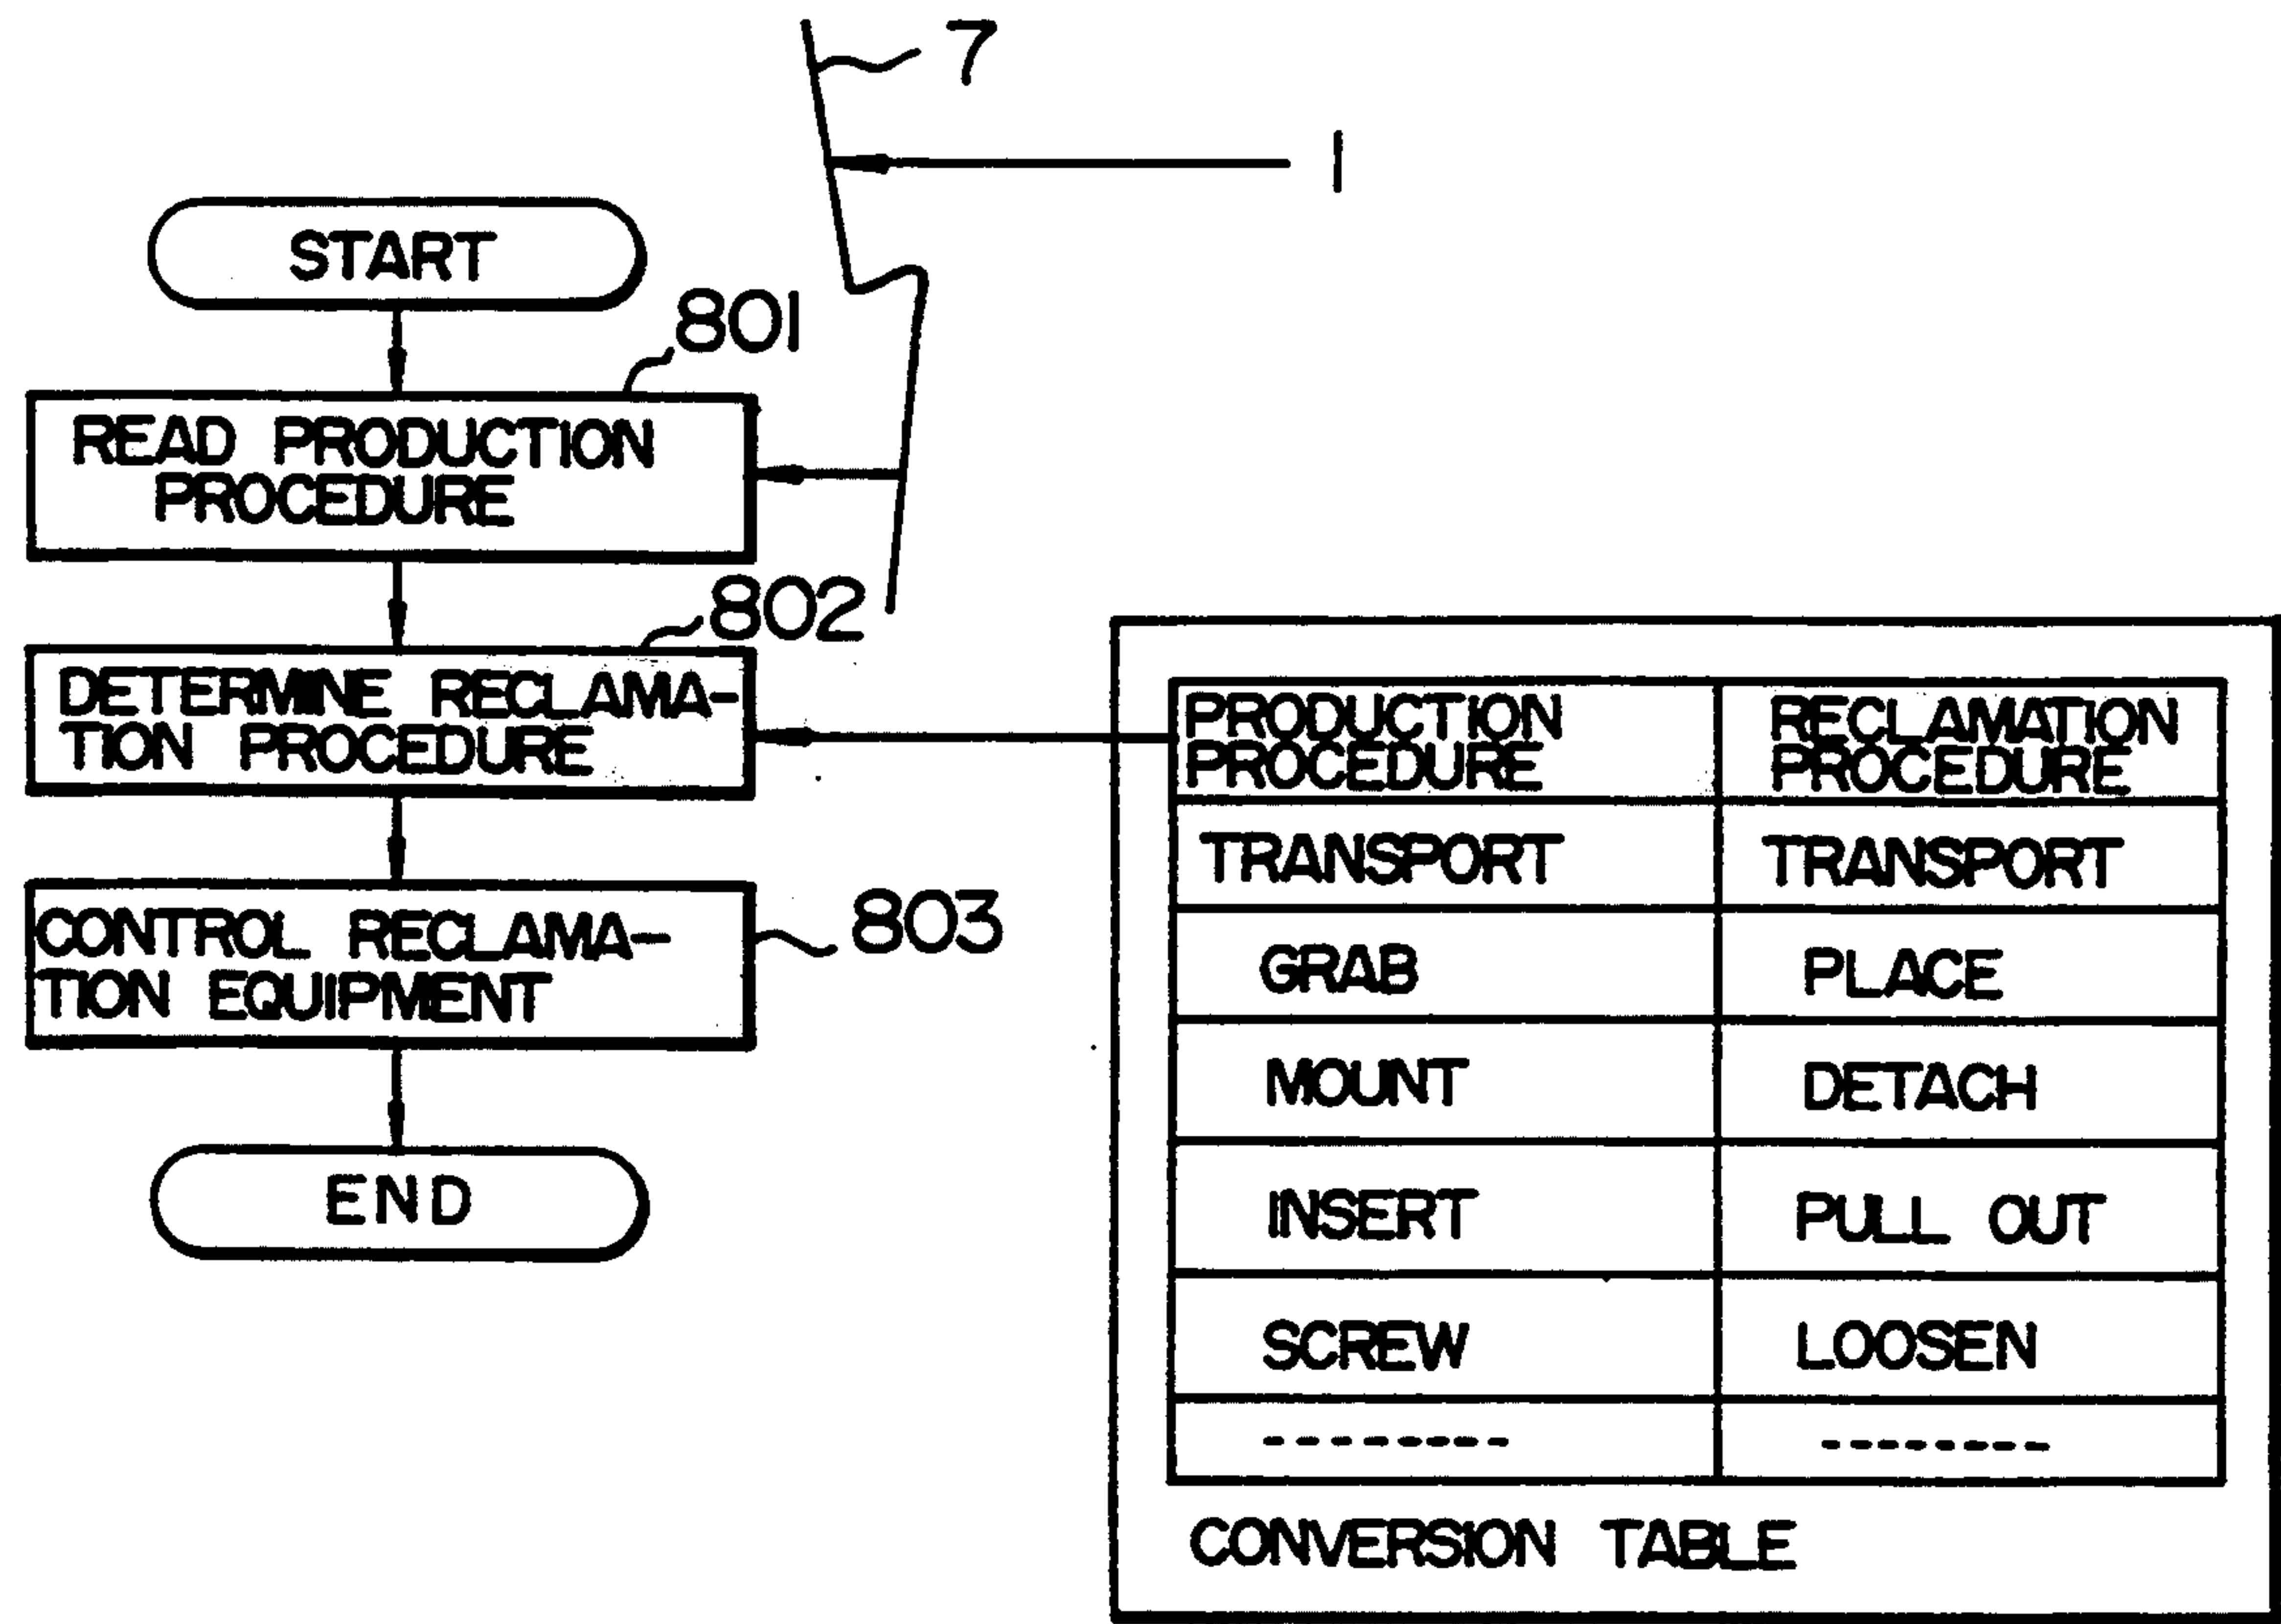 7
1
START
801
READ PRODUCTION
PROCEDURE
802
DETERMINE RECLAMA-
TION PROCEDURE
CONTROL RECLAMA-
TION EQUIPMENT
803
END
PRODUCTION PROCEDURE
RECLAMATION PROCEDURE
TRANSPORT TRANSPORT
GRAB PLACE
MOUNT DETACH
INSERT PULL OUT
SCREW LOOSEN
--------- ---------
CONVERSION TABLE